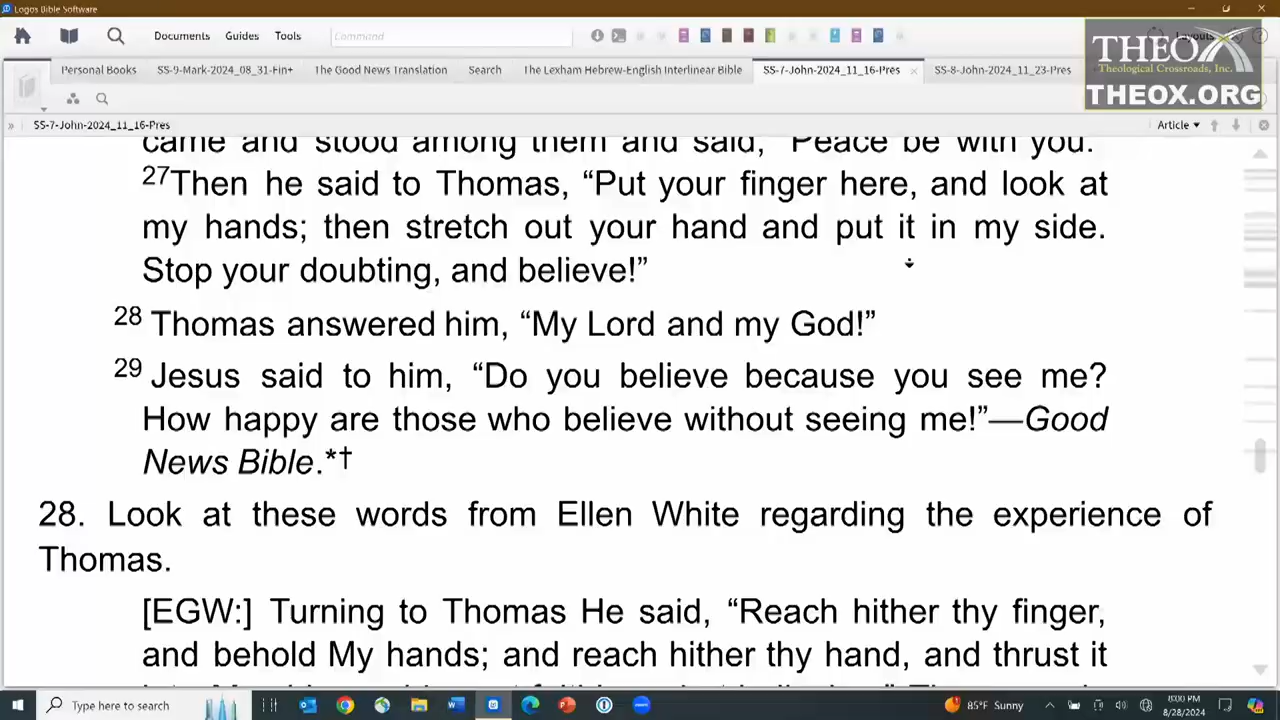 Logos Bible Software
Documents Guides Tools Command Layouts
THEOX
Theological Crossroads, Inc.
THEOX.ORG
Personal Books SS-9-Mark-2024_08_31-Fin+ The Good News Translation The Lexham Hebrew-English Interlinear Bible SS-7-John-2024_11_16-Pres SS-8-John-2024_11_23-Pres
SS-7-John-2024_11_16-Pres Article
came and stood among them and said, “Peace be with you.”
27Then he said to Thomas, “Put your finger here, and look at
my hands; then stretch out your hand and put it in my side.
Stop your doubting, and believe!”
28 Thomas answered him, “My Lord and my God!”
29 Jesus said to him, “Do you believe because you see me?
How happy are those who believe without seeing me!”—Good
News Bible.*†
28. Look at these words from Ellen White regarding the experience of
Thomas.
[EGW:] Turning to Thomas He said, “Reach hither thy finger,
and behold My hands; and reach hither thy hand, and thrust it
Type here to search 85°F Sunny 8:00 PM
8/28/2024